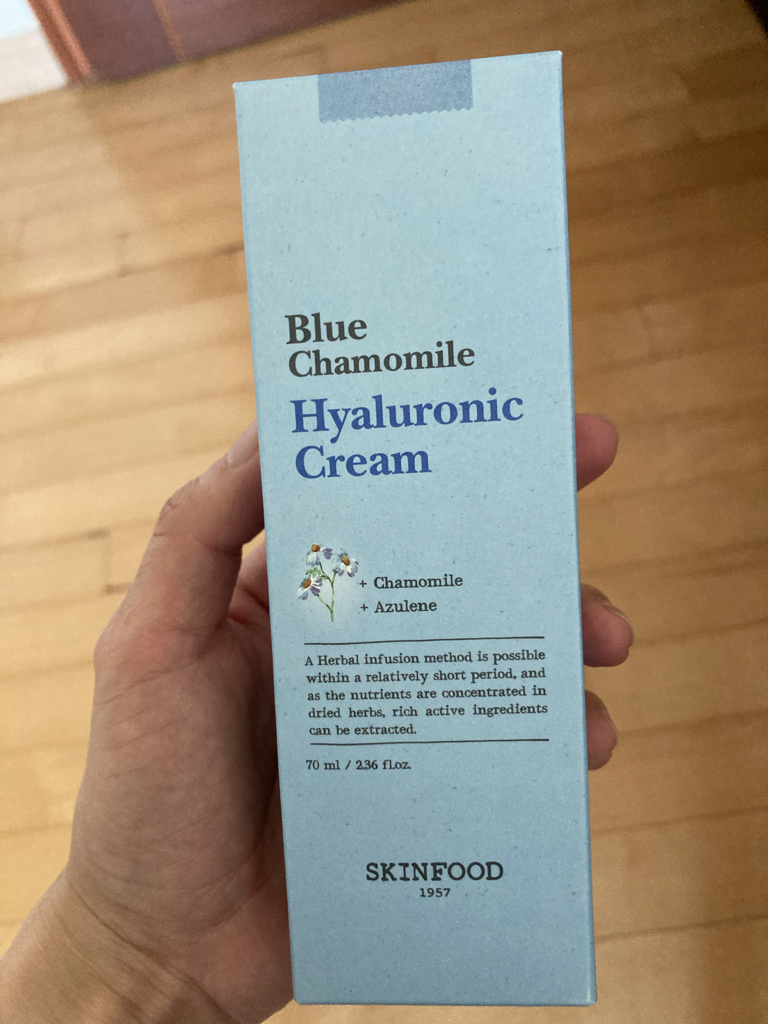 Blue
Chamomile
Hyaluronic
Cream
+ Chamomile
+ Azulene
A Herbal infusion method is possible
within a relatively short period, and
as the nutrients are concentrated in
dried herbs, rich active ingredients
can be extracted.
70 ml / 2.36 fl.oz.
SKINFOOD
1957